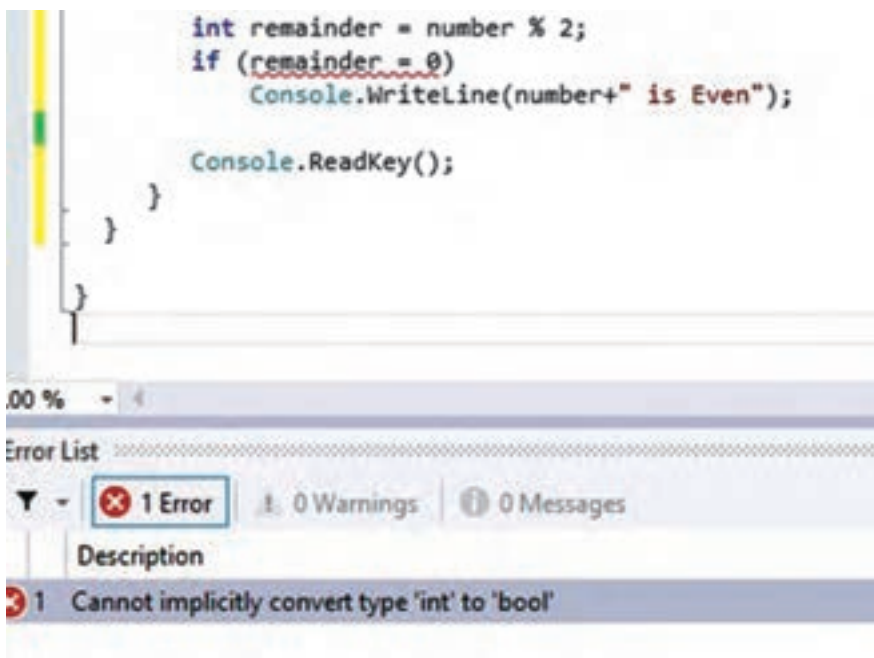 int remainder = number % 2;
if (remainder = 0)
Console.WriteLine(number+" is Even");
Console.ReadKey();
}
}
}
.00 %
Error List
1 Error 0 Warnings 0 Messages
Description
1 Cannot implicitly convert type 'int' to 'bool'